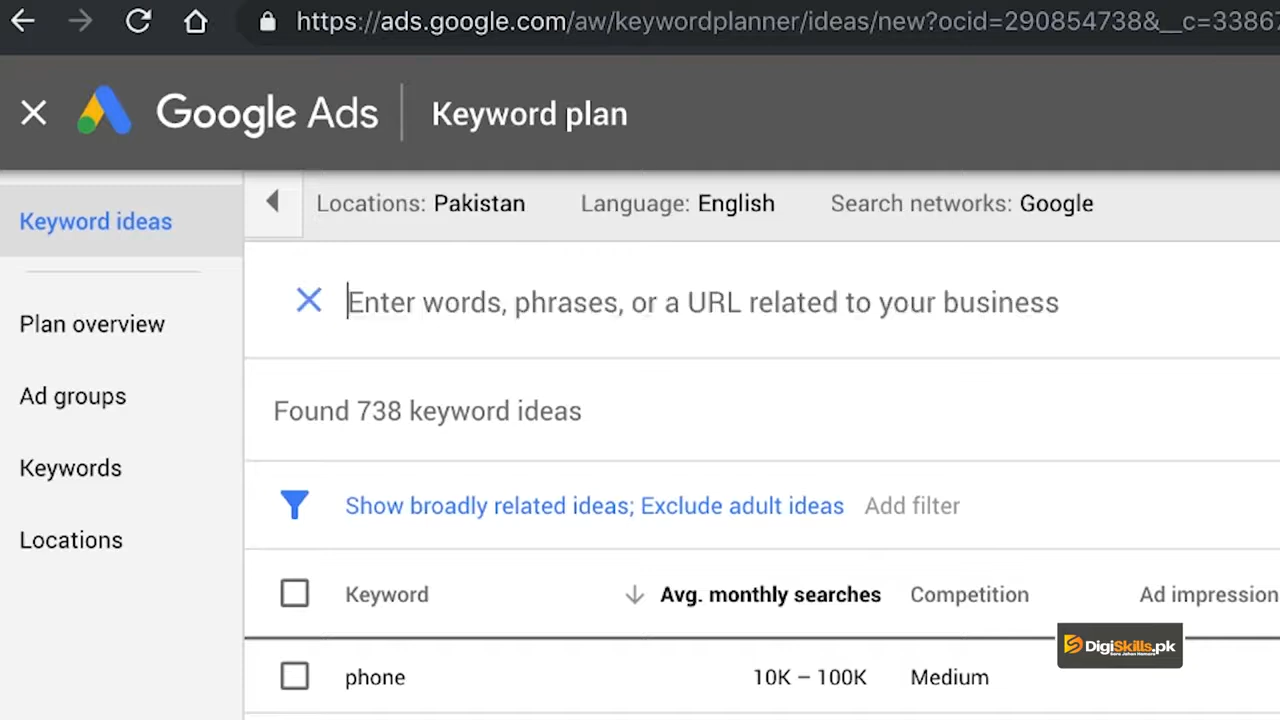 https://ads.google.com/aw/keywordplanner/ideas/new?ocid=290854738&__c=3386
Google Ads Keyword plan
Keyword ideas
Locations: Pakistan Language: English Search networks: Google
Enter words, phrases, or a URL related to your business
Plan overview
Ad groups
Found 738 keyword ideas
Keywords
Show broadly related ideas; Exclude adult ideas Add filter
Locations
Keyword Avg. monthly searches Competition Ad impression
DigiSkills.pk
phone 10K – 100K Medium